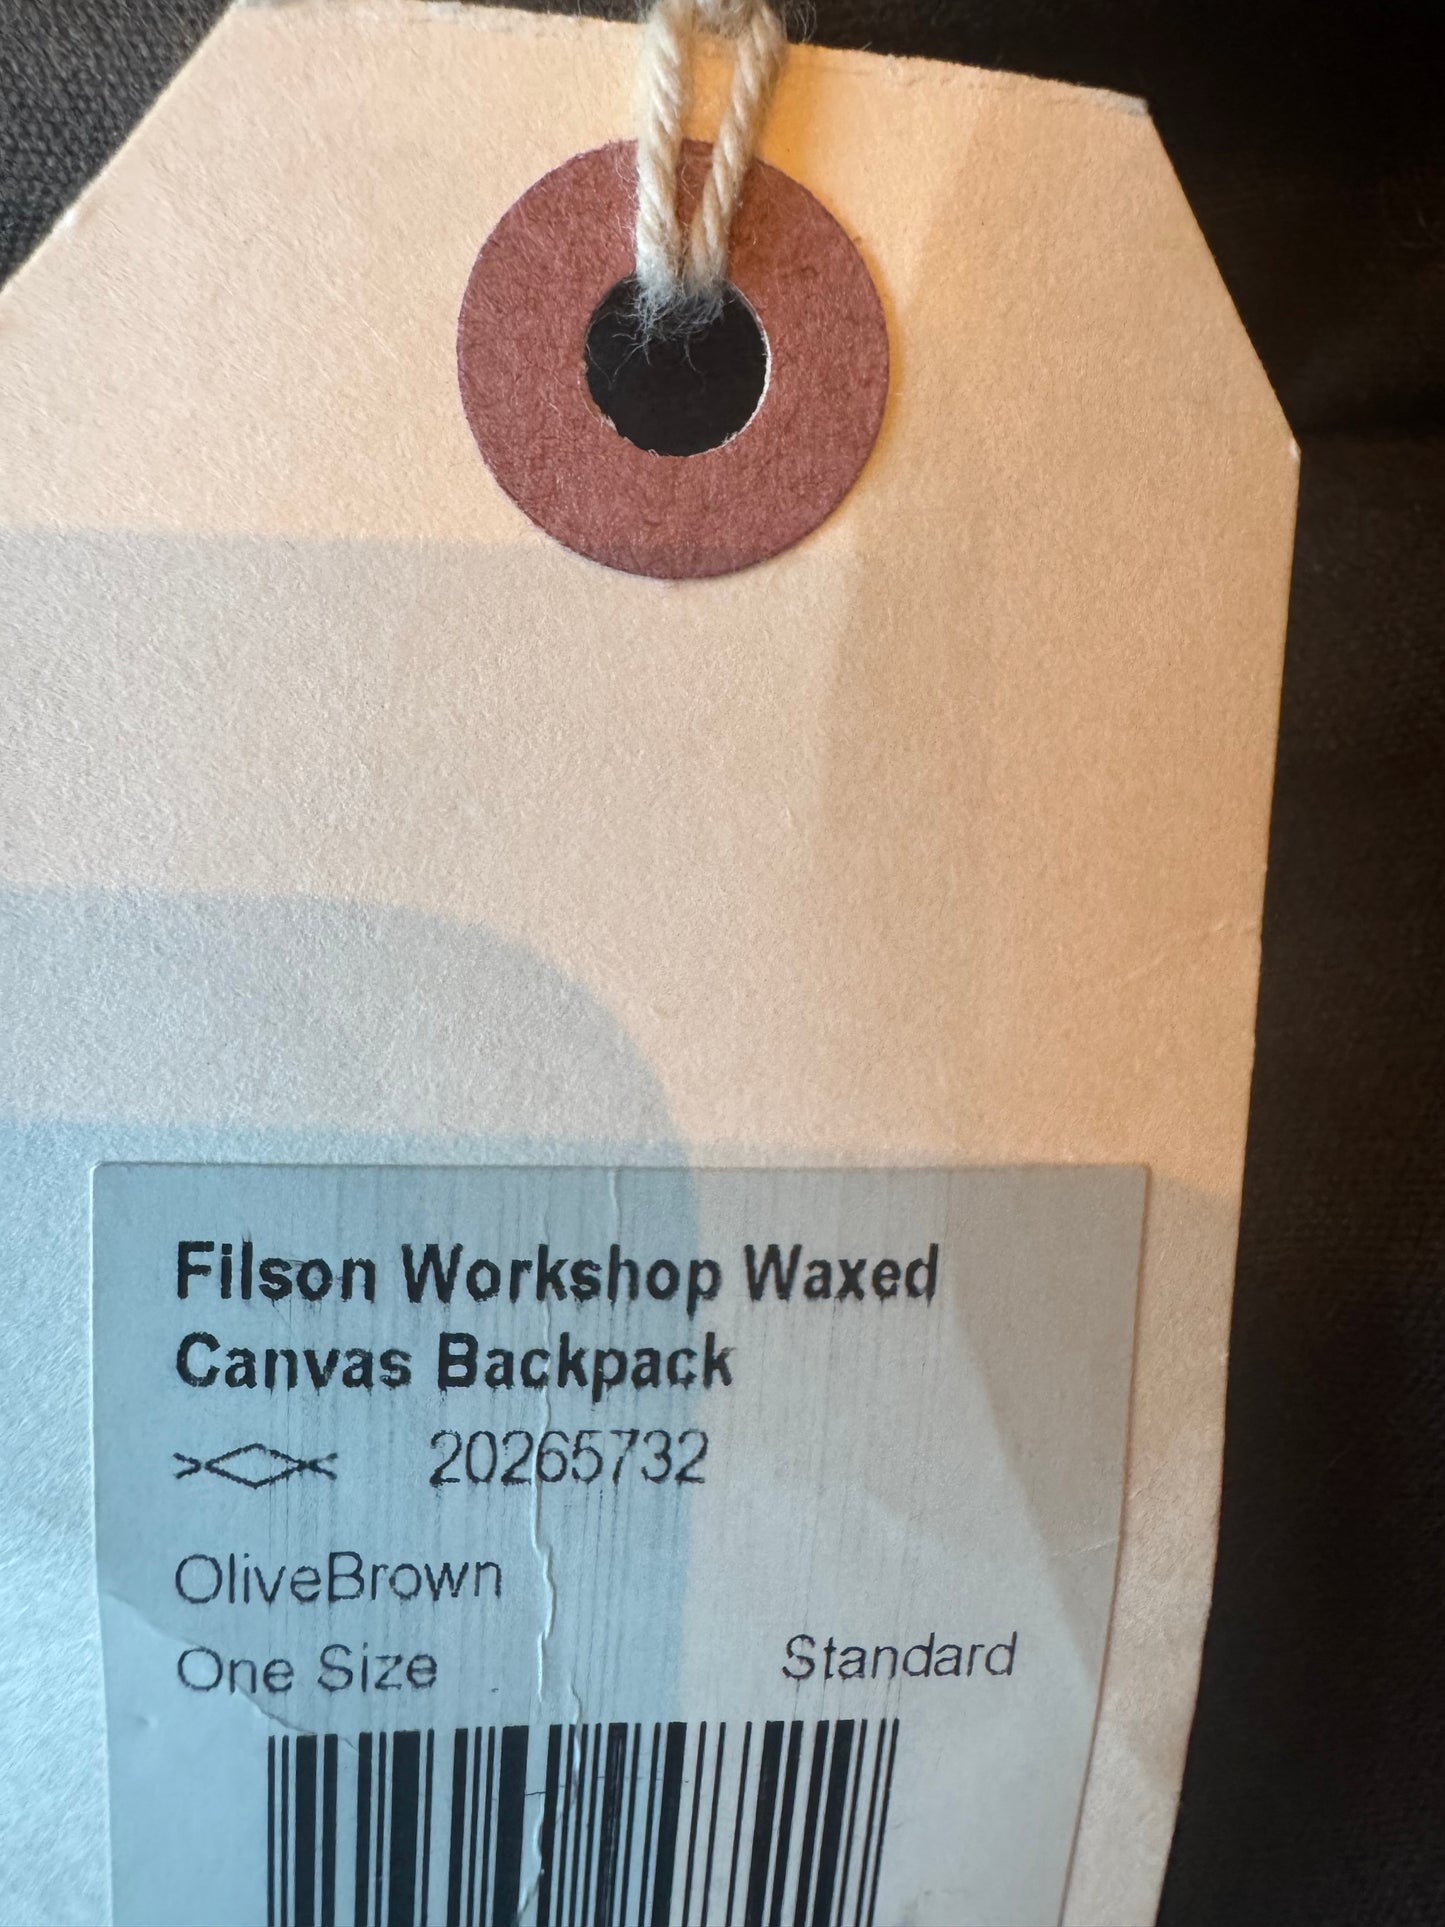 Filson Workshop Waxed
Canvas Backpack
20265732
OliveBrown
One Size Standard